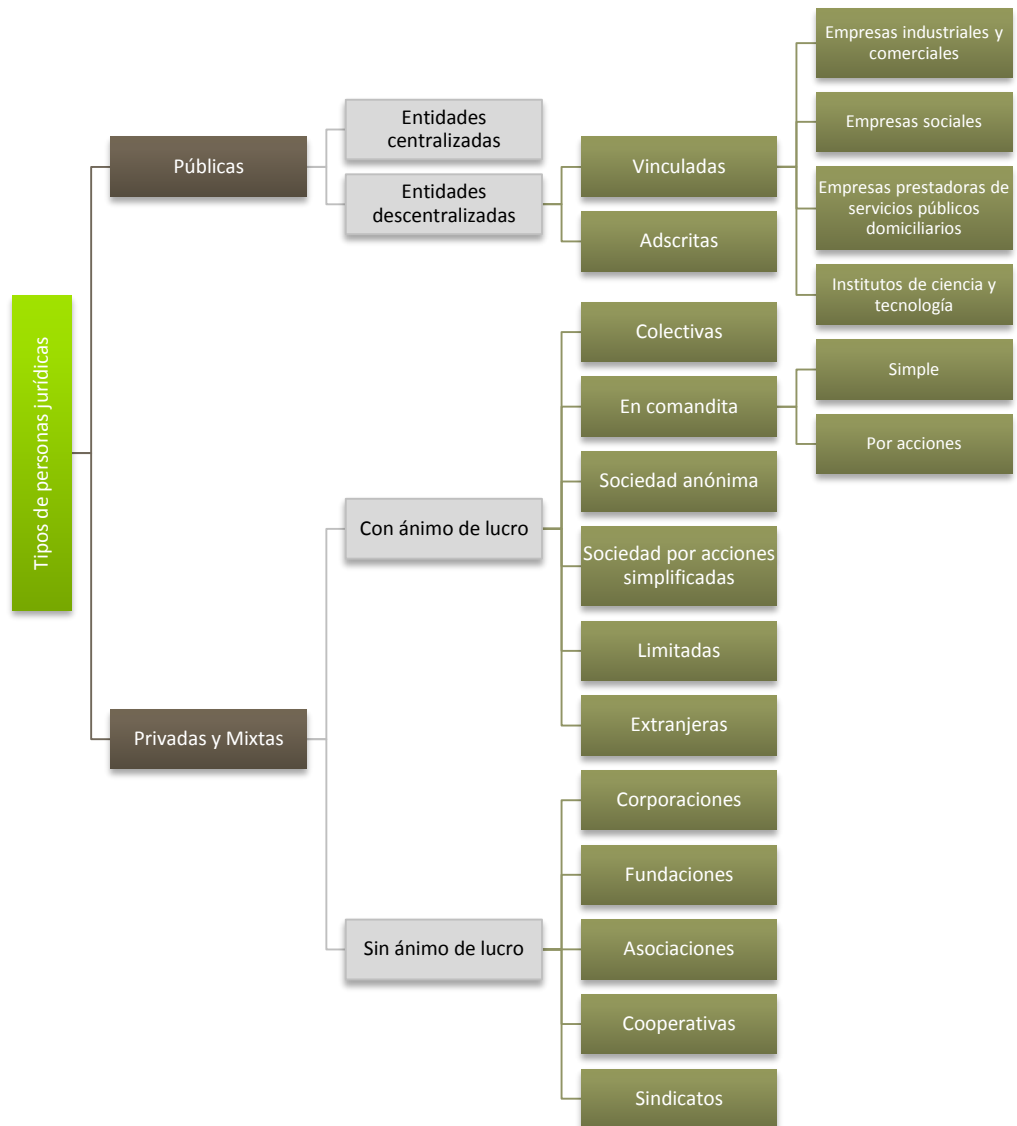 Tipos de personas jurídicas
Públicas
Entidades
centralizadas
Entidades
descentralizadas
Vinculadas
Empresas industriales y
comerciales
Empresas sociales
Empresas prestadoras de
servicios públicos
domiciliarios
Institutos de ciencia y
tecnología
Adscritas
Privadas y Mixtas
Con ánimo de lucro
Colectivas
En comandita
Simple
Por acciones
Sociedad anónima
Sociedad por acciones
simplificadas
Limitadas
Extranjeras
Sin ánimo de lucro
Corporaciones
Fundaciones
Asociaciones
Cooperativas
Sindicatos